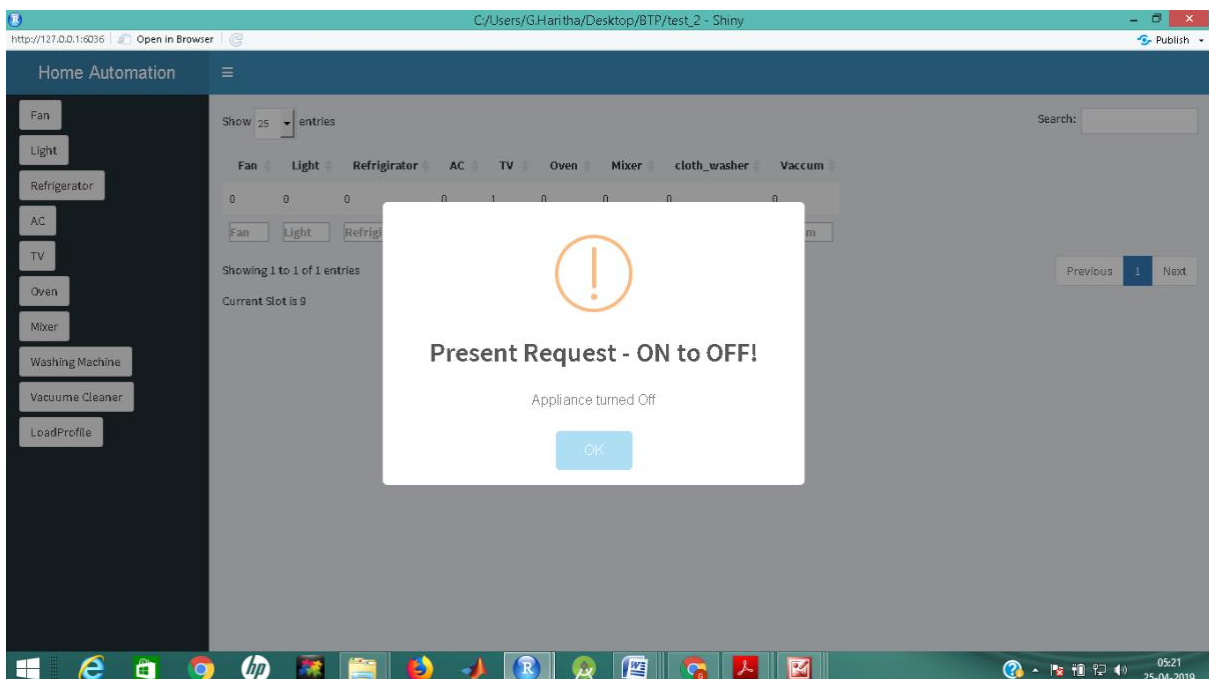 C:/Users/G.Haritha/Desktop/BTP/test_2 - Shiny
http://127.0.0.1:6036 Open in Browser Publish
Home Automation
Fan
Light
Refrigerator
AC
TV
Oven
Mixer
Washing Machine
Vacuume Cleaner
LoadProfile
Show 25 entries Search:
Fan Light Refrigirator AC TV Oven Mixer cloth_washer Vaccum
0 0 0 0 1 0 0 0 0
Fan Light Refrigi m
Showing 1 to 1 of 1 entries Previous 1 Next
Current Slot is 9
Present Request - ON to OFF!
Appliance turned Off
OK
05:21
25-04-2019